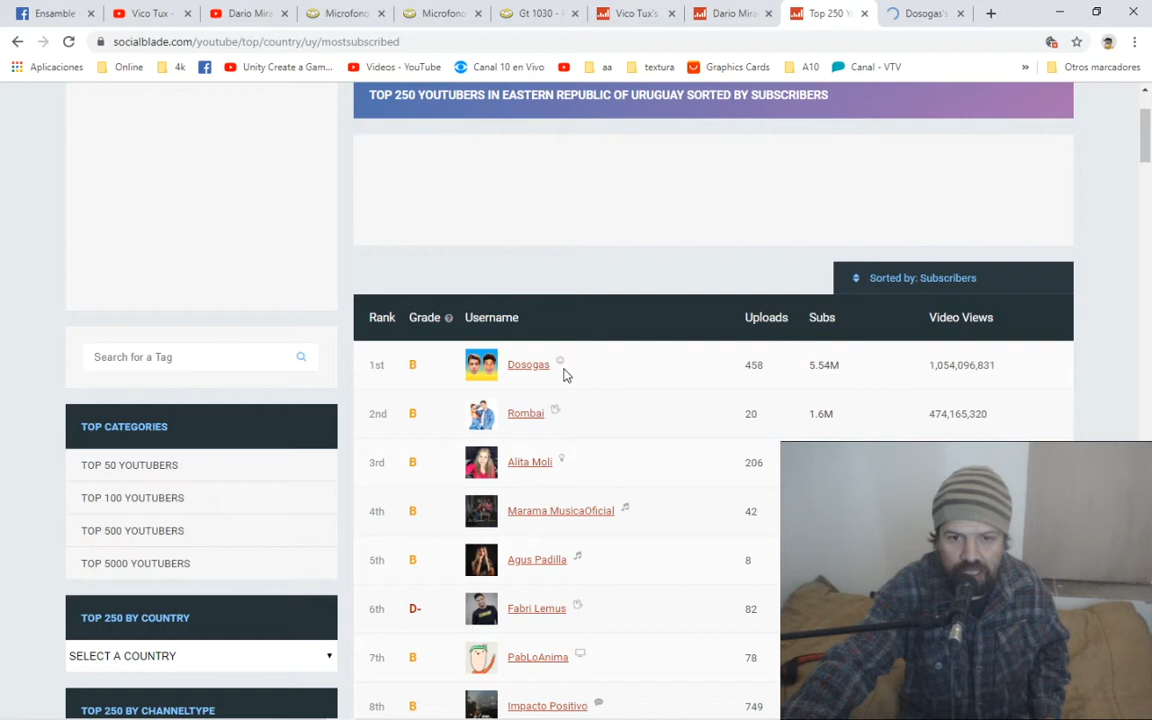 Ensamble
Vico Tux -
Dario Mira
Microfono
Microfono
Gt 1030 -
Vico Tux's
Dario Mira
Top 250 Y
Dosogas's
socialblade.com/youtube/top/country/uy/mostsubscribed
Aplicaciones
Online
4k
Unity Create a Gam...
Videos - YouTube
Canal 10 en Vivo
aa
textura
Graphics Cards
A10
Canal - VTV
»
Otros marcadores
TOP 250 YOUTUBERS IN EASTERN REPUBLIC OF URUGUAY SORTED BY SUBSCRIBERS
Sorted by: Subscribers
Rank Grade Username Uploads Subs Video Views
1st B Dosogas 458 5.54M 1,054,096,831
2nd B Rombai 20 1.6M 474,165,320
3rd B Alita Moli 206
4th B Marama MusicaOficial 42
5th B Agus Padilla 8
6th D- Fabri Lemus 82
7th B PabLoAnima 78
8th B Impacto Positivo 749
Search for a Tag
TOP CATEGORIES
TOP 50 YOUTUBERS
TOP 100 YOUTUBERS
TOP 500 YOUTUBERS
TOP 5000 YOUTUBERS
TOP 250 BY COUNTRY
SELECT A COUNTRY
TOP 250 BY CHANNELTYPE